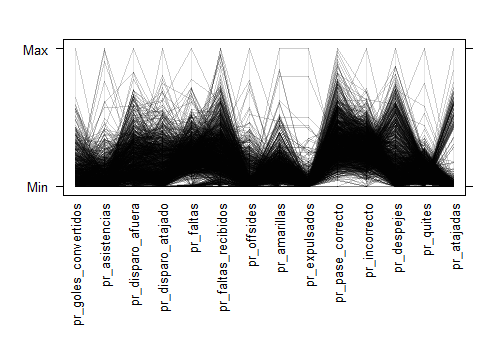 Max
Min
pr_goles_convertidos
pr_asistencias
pr_disparo_afuera
pr_disparo_atajado
pr_faltas
pr_faltas_recibidos
pr_offsides
pr_amarillas
pr_expulsados
pr_pase_correcto
pr_incorrecto
pr_despejes
pr_quites
pr_atajadas